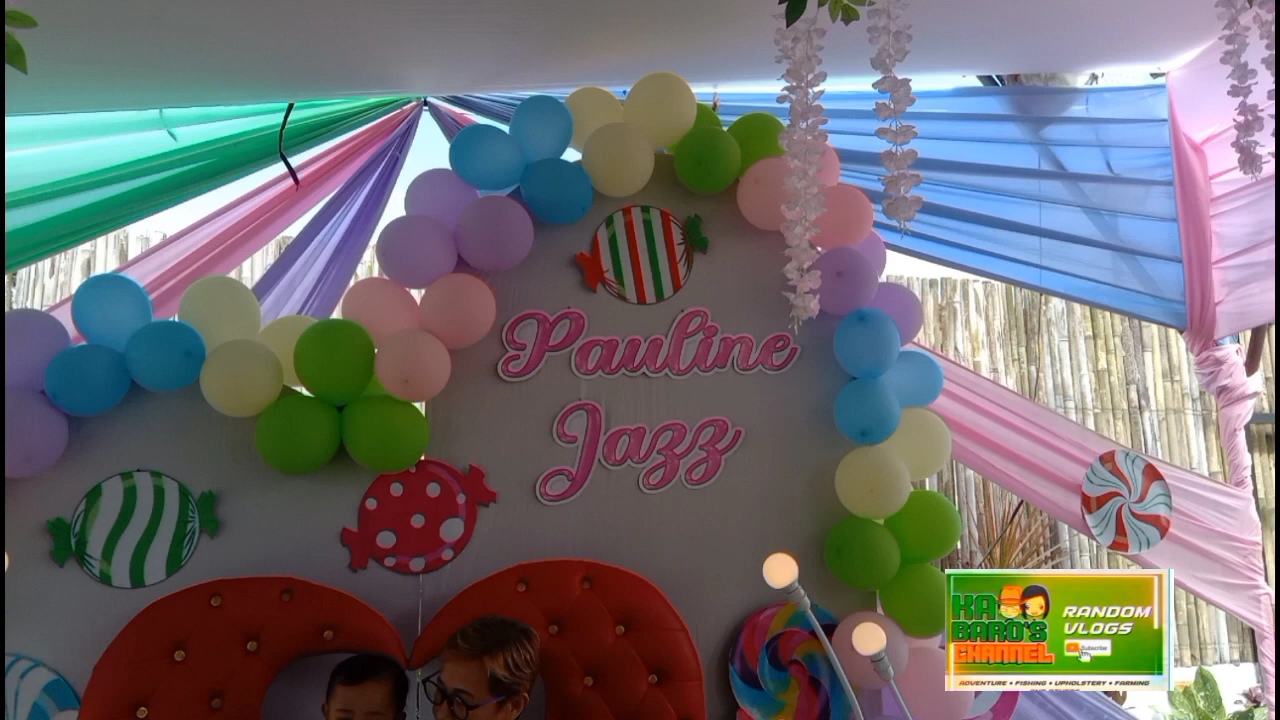 Pauline
Jazz
KA
BARO'S
CHANNEL
RANDOM
VLOGS
Subscribe
ADVENTURE • FISHING • UPHOLSTERY • FARMING